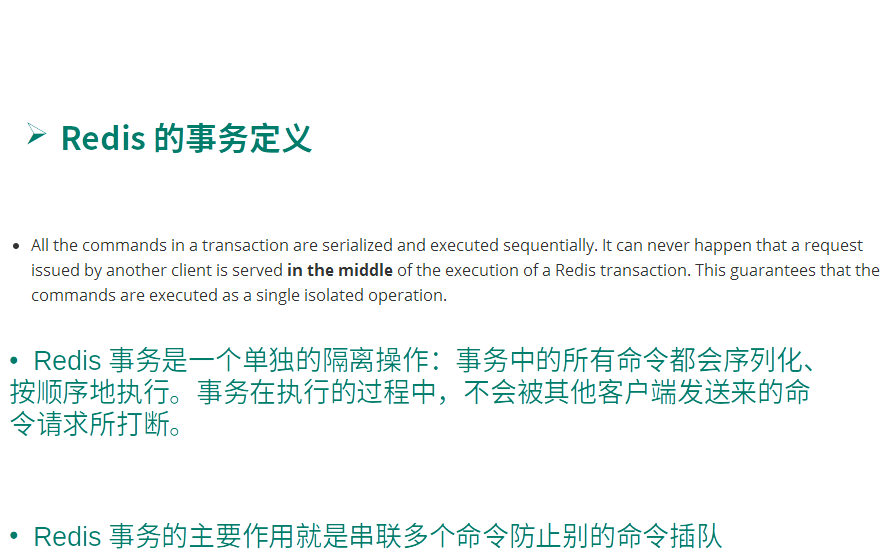 Redis 的事务定义
All the commands in a transaction are serialized and executed sequentially. It can never happen that a request
issued by another client is served in the middle of the execution of a Redis transaction. This guarantees that the
commands are executed as a single isolated operation.
• Redis 事务是一个单独的隔离操作：事务中的所有命令都会序列化、
按顺序地执行。事务在执行的过程中，不会被其他客户端发送来的命
令请求所打断。
• Redis 事务的主要作用就是串联多个命令防止别的命令插队